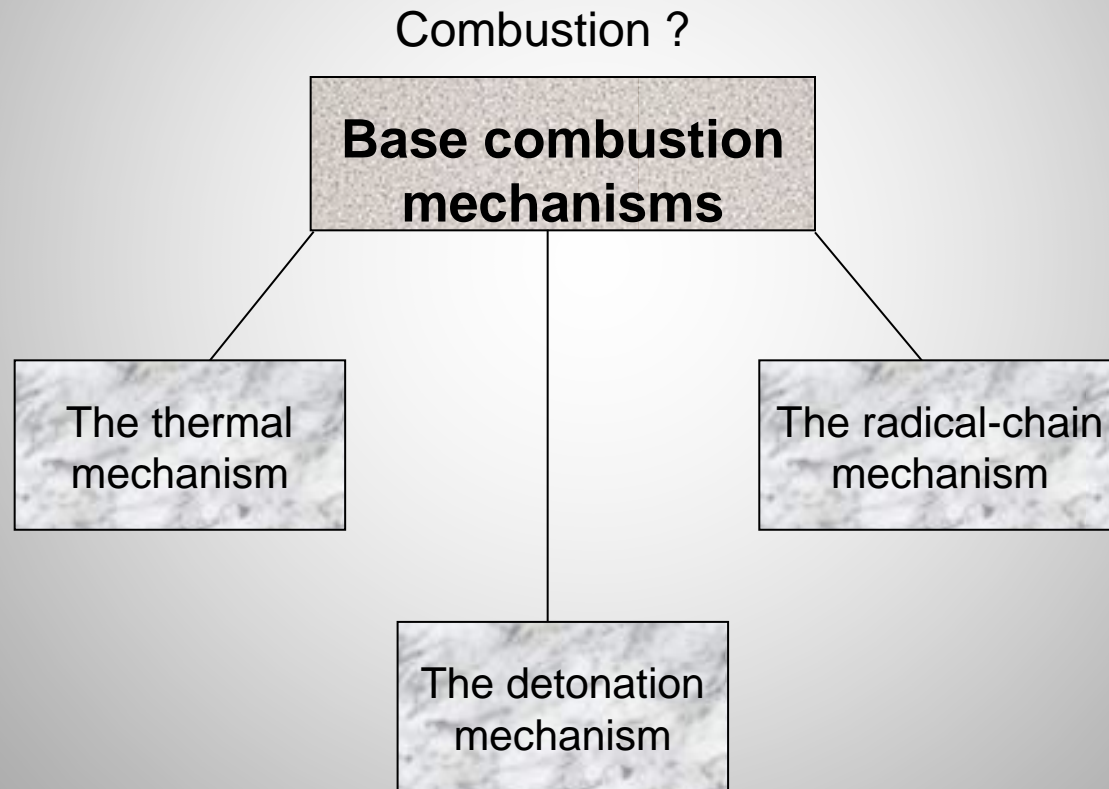 Combustion ?
Base combustion
mechanisms
The thermal
mechanism
The radical-chain
mechanism
The detonation
mechanism